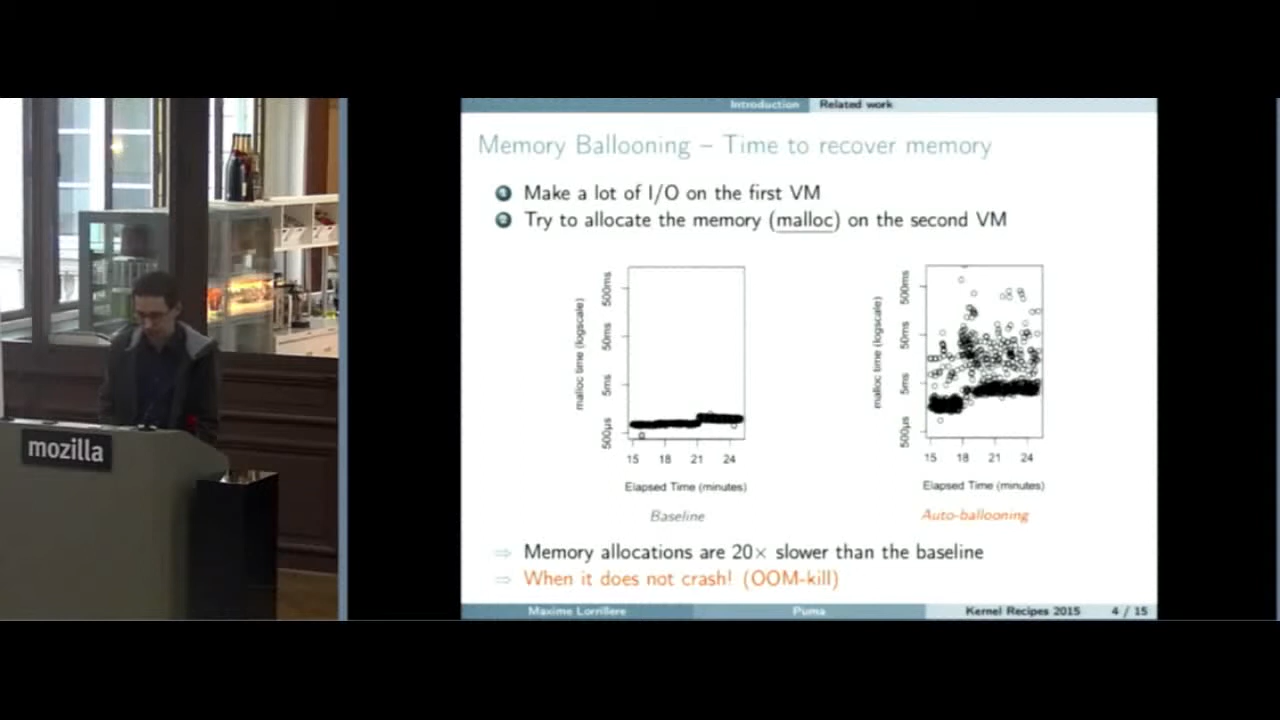 mozilla
Introduction Related work
Memory Ballooning – Time to recover memory
1 Make a lot of I/O on the first VM
2 Try to allocate the memory (malloc) on the second VM
malloc time (logscale)
500ms
50ms
5ms
500µs
15 18 21 24
Elapsed Time (minutes)
Baseline
malloc time (logscale)
500ms
50ms
5ms
500µs
15 18 21 24
Elapsed Time (minutes)
Auto-ballooning
⇒ Memory allocations are 20× slower than the baseline
⇒ When it does not crash! (OOM-kill)
Maxime Lorrillere Puma Kernel Recipes 2015 4 / 15